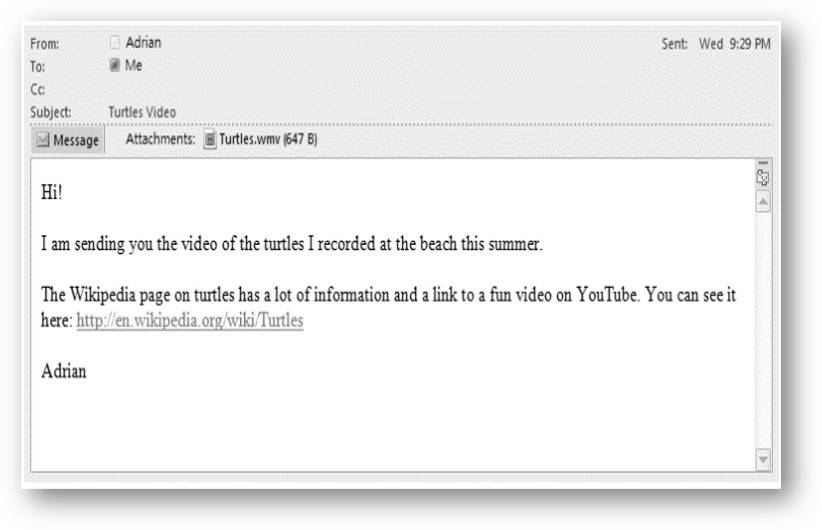 From: Adrian Sent: Wed 9:29 PM
To: Me
Cc:
Subject: Turtles Video
Message Attachments: Turtles.wmv (647 B)
Hi!
I am sending you the video of the turtles I recorded at the beach this summer.
The Wikipedia page on turtles has a lot of information and a link to a fun video on YouTube. You can see it
here: http://en.wikipedia.org/wiki/Turtles
Adrian